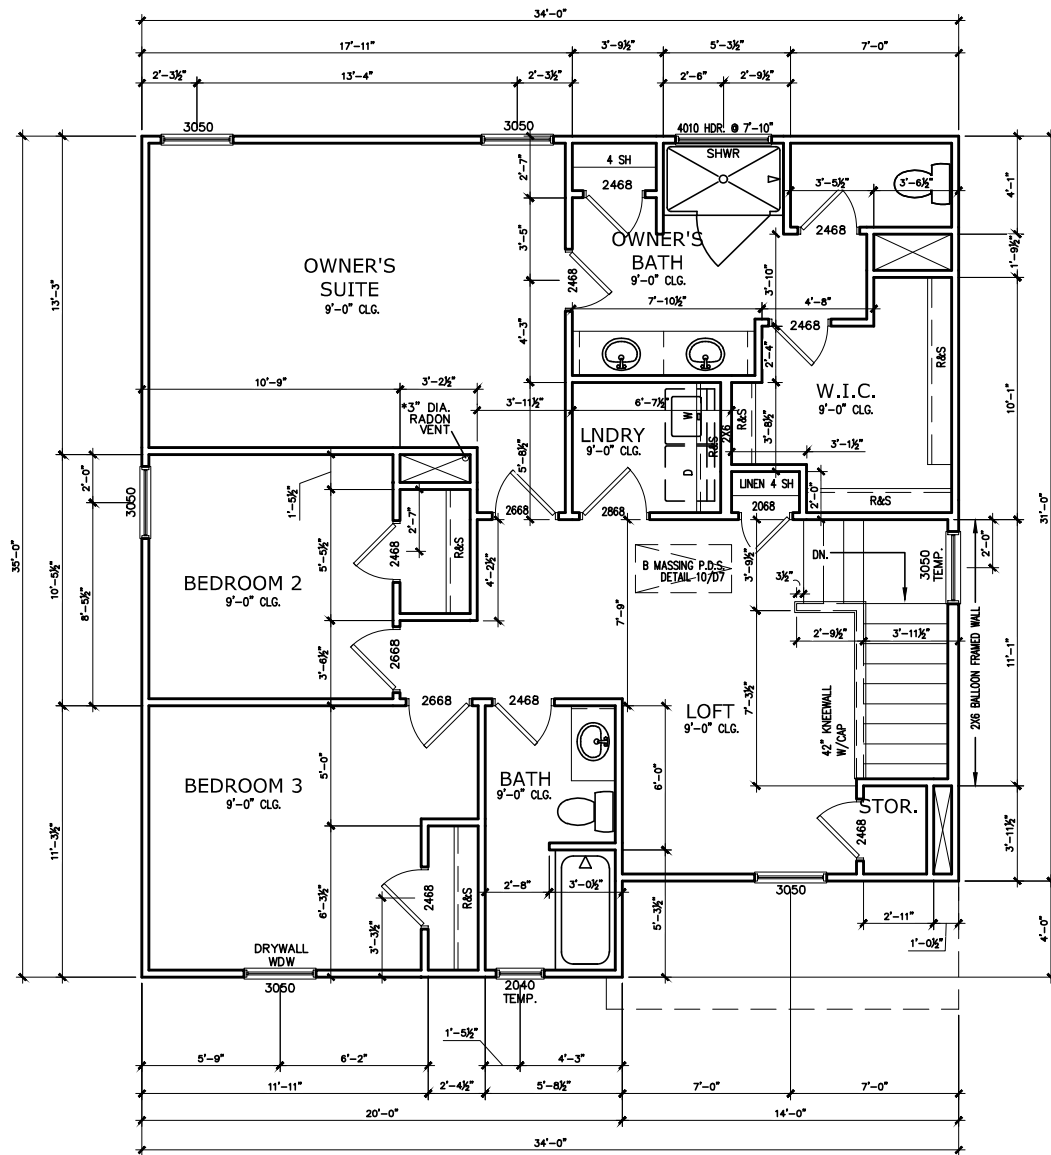 34'-0"
17'-11"
3'-9½"
5'-3½"
7'-0"
2'-3½"
13'-4"
2'-3½"
2'-6"
2'-9½"
3050
3050
4010 HDR. @ 7'-10"
4 SH
SHWR
2'-7"
2468
3'-5½"
3'-6½"
4'-1"
2468
3'-5
OWNER'S
BATH
9'-0" CLG.
OWNER'S
SUITE
9'-0" CLG.
2468
3'-10
1'-9½"
13'-3"
7'-10½"
4'-8"
2468
4'-3"
2'-4"
R&S
10'-9"
3'-2½"
3'-11½"
6'-7½"
W.I.C.
9'-0" CLG.
10'-1"
*3" DIA.
RADON
VENT
W
R&S
2X6
R&S
3'-8½"
LNDRY
9'-0" CLG.
3'-1½"
5'-8½"
D
LINEN 4 SH
2'-0"
R&S
2'-0"
3050
1'-5½"
2668
2868
2068
31'-0"
35'-0"
2'-7"
2468
R&S
5'-5½"
4'-2½"
B MASSING P.D.S.
DETAIL 10/D7
3'-9½"
DN.
3½"
3050
TEMP.
2'-0"
BEDROOM 2
9'-0" CLG.
10'-5½"
8'-5½"
7'-9"
2'-9½"
3'-11½"
3'-6½"
2668
2668
2468
7'-3½"
LOFT
9'-0" CLG.
42" KNEEWALL
W/CAP
2X6 BALLOON FRAMED WALL
11'-1"
BEDROOM 3
9'-0" CLG.
5'-0"
BATH
9'-0" CLG.
6'-0"
STOR.
2468
11'-3½"
3'-11½"
6'-3½"
2468
R&S
2'-8"
3'-0½"
3050
3'-3½"
5'-3½"
2'-11"
1'-0½"
4'-0"
DRYWALL
WDW
3050
2040
TEMP.
1'-5½"
5'-9"
6'-2"
4'-3"
11'-11"
2'-4½"
5'-8½"
7'-0"
7'-0"
20'-0"
14'-0"
34'-0"